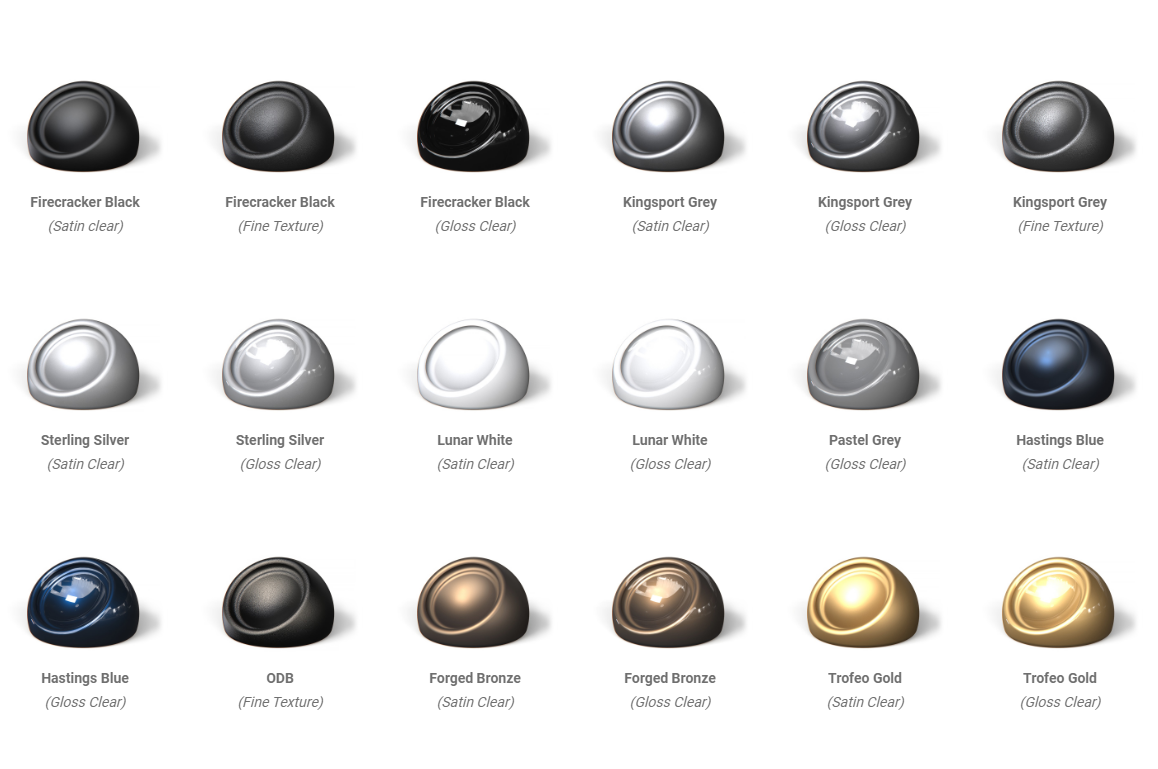 Firecracker Black
(Satin clear)
Firecracker Black
(Fine Texture)
Firecracker Black
(Gloss Clear)
Kingsport Grey
(Satin Clear)
Kingsport Grey
(Gloss Clear)
Kingsport Grey
(Fine Texture)
Sterling Silver
(Satin Clear)
Sterling Silver
(Gloss Clear)
Lunar White
(Satin Clear)
Lunar White
(Gloss Clear)
Pastel Grey
(Gloss Clear)
Hastings Blue
(Satin Clear)
Hastings Blue
(Gloss Clear)
ODB
(Fine Texture)
Forged Bronze
(Satin Clear)
Forged Bronze
(Gloss Clear)
Trofeo Gold
(Satin Clear)
Trofeo Gold
(Gloss Clear)